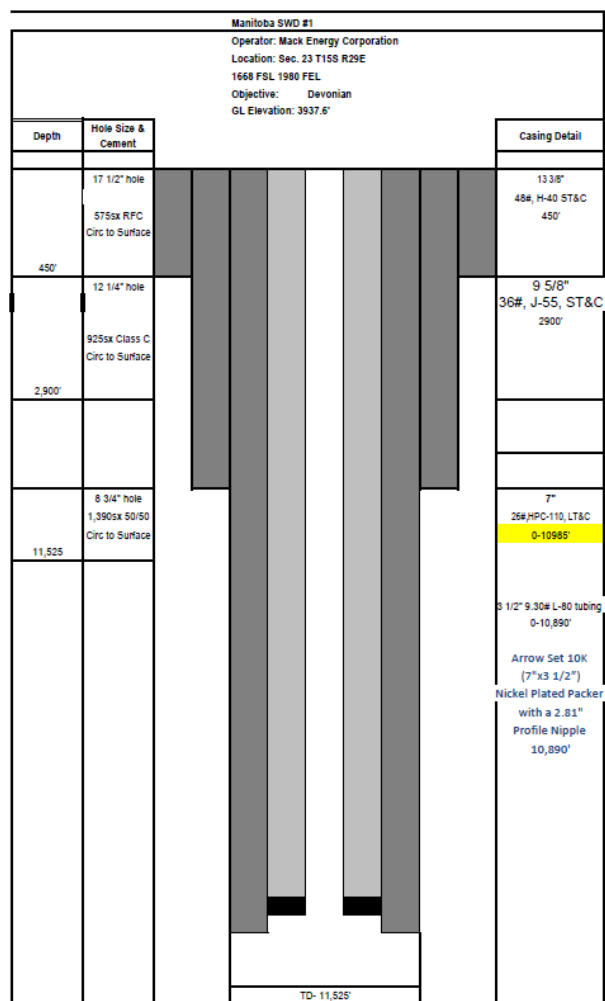 Manitoba SWD #1
Operator: Mack Energy Corporation
Location: Sec. 23 T15S R29E
1668 FSL 1980 FEL
Objective: Devonian
GL Elevation: 3937.6'
Depth
Hole Size &
Cement
Casing Detail
17 1/2" hole
575sx RFC
Circ to Surface
450'
13 3/8"
48#, H-40 ST&C
450'
12 1/4" hole
925sx Class C
Circ to Surface
2,900'
9 5/8"
36#, J-55, ST&C
2900'
8 3/4" hole
1,390sx 50/50
Circ to Surface
11,525
7"
26#,HPC-110, LT&C
0-10985'
3 1/2" 9.30# L-80 tubing
0-10,890'
Arrow Set 10K
(7"x3 1/2")
Nickel Plated Packer
with a 2.81"
Profile Nipple
10,890'
TD- 11,525'